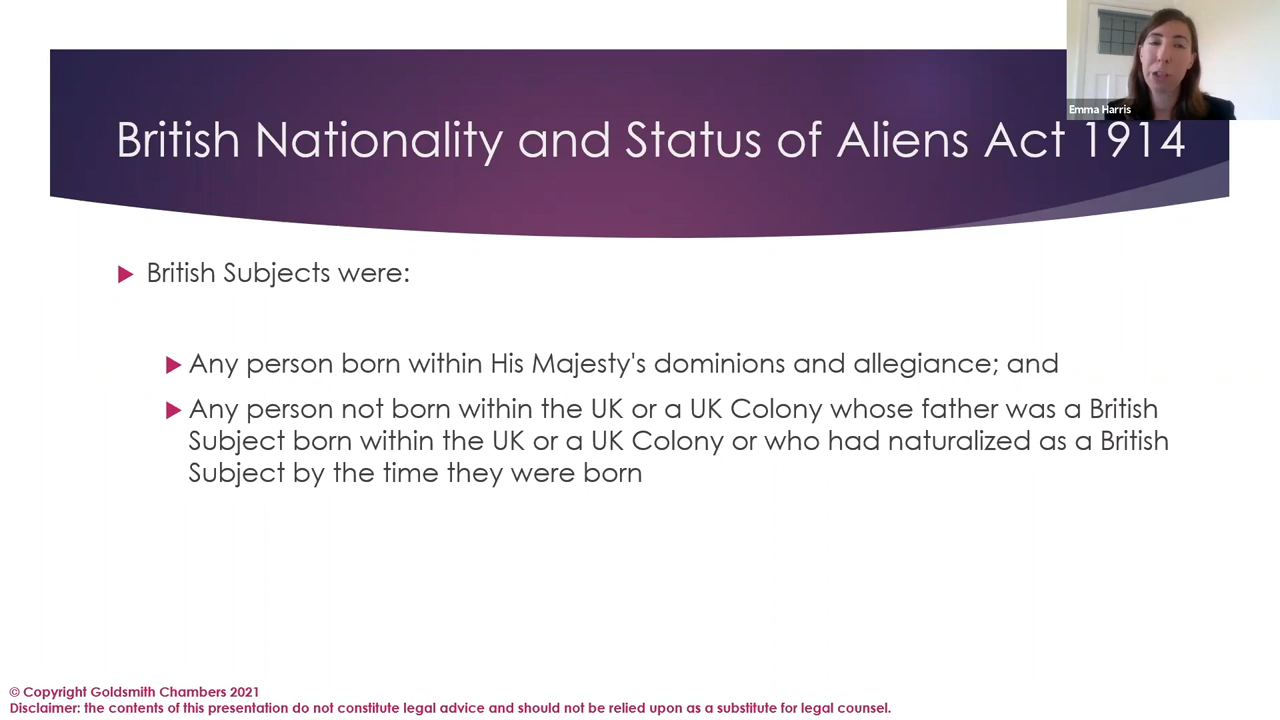 Emma Harris
British Nationality and Status of Aliens Act 1914
British Subjects were:
Any person born within His Majesty's dominions and allegiance; and
Any person not born within the UK or a UK Colony whose father was a British
Subject born within the UK or a UK Colony or who had naturalized as a British
Subject by the time they were born
© Copyright Goldsmith Chambers 2021
Disclaimer: the contents of this presentation do not constitute legal advice and should not be relied upon as a substitute for legal counsel.